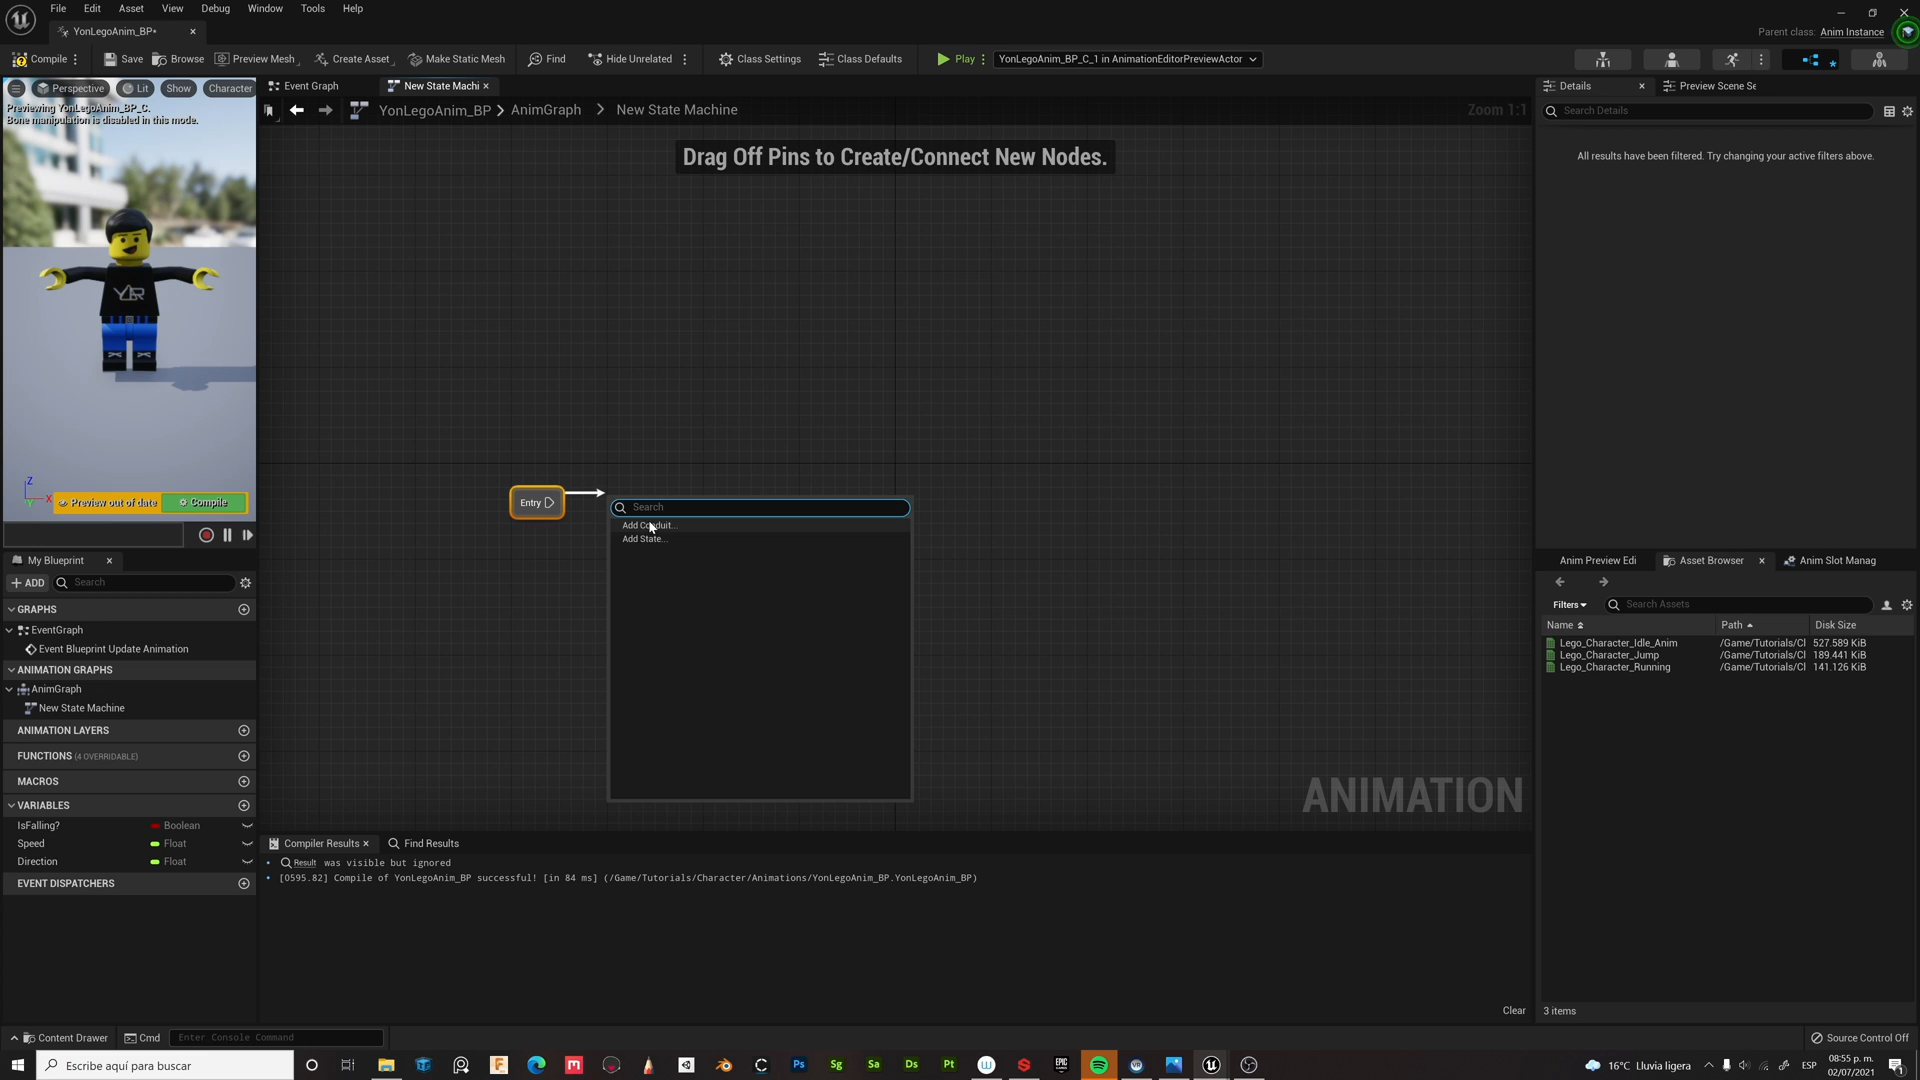 File Edit Asset View Debug Window Tools Help
YonLegoAnim_BP*
Parent class: Anim Instance
Compile Save Browse Preview Mesh Create Asset Make Static Mesh Find Hide Unrelated Class Settings Class Defaults Play YonLegoAnim_BP_C_1 in AnimationEditorPreviewActor
Perspective Lit Show Character
Previewing YonLegoAnim_BP_C.
Bone manipulation is disabled in this mode.
Z
X
Y
Preview out of date Compile
Event Graph New State Machi
YonLegoAnim_BP > AnimGraph > New State Machine Zoom 1:1
Drag Off Pins to Create/Connect New Nodes.
Entry
Search
Add Conduit...
Add State...
ANIMATION
My Blueprint
+ ADD Search
GRAPHS
EventGraph
Event Blueprint Update Animation
ANIMATION GRAPHS
AnimGraph
New State Machine
ANIMATION LAYERS
FUNCTIONS (4 OVERRIDABLE)
MACROS
VARIABLES
IsFalling? Boolean
Speed Float
Direction Float
EVENT DISPATCHERS
Compiler Results Find Results
Result was visible but ignored
[0595.82] Compile of YonLegoAnim_BP successful! [in 84 ms] (/Game/Tutorials/Character/Animations/YonLegoAnim_BP.YonLegoAnim_BP)
Clear
Details Preview Scene Se
Search Details
All results have been filtered. Try changing your active filters above.
Anim Preview Edi Asset Browser Anim Slot Manag
Filters Search Assets
Name Path Disk Size
Lego_Character_Idle_Anim /Game/Tutorials/Cl 527.589 KiB
Lego_Character_Jump /Game/Tutorials/Cl 189.441 KiB
Lego_Character_Running /Game/Tutorials/Cl 141.126 KiB
3 items
Content Drawer Cmd Enter Console Command Source Control Off
Escribe aquí para buscar
Ps Sg Sa Ds Pt
16°C Lluvia ligera ESP
08:55 p. m.
02/07/2021